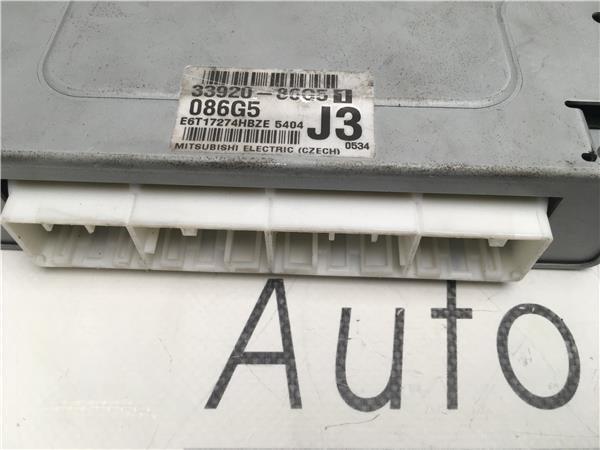 33920-86G5 1
086G5
E6T17274HBZE 5404 J3
MITSUBISHI ELECTRIC (CZECH) 0534
Auto